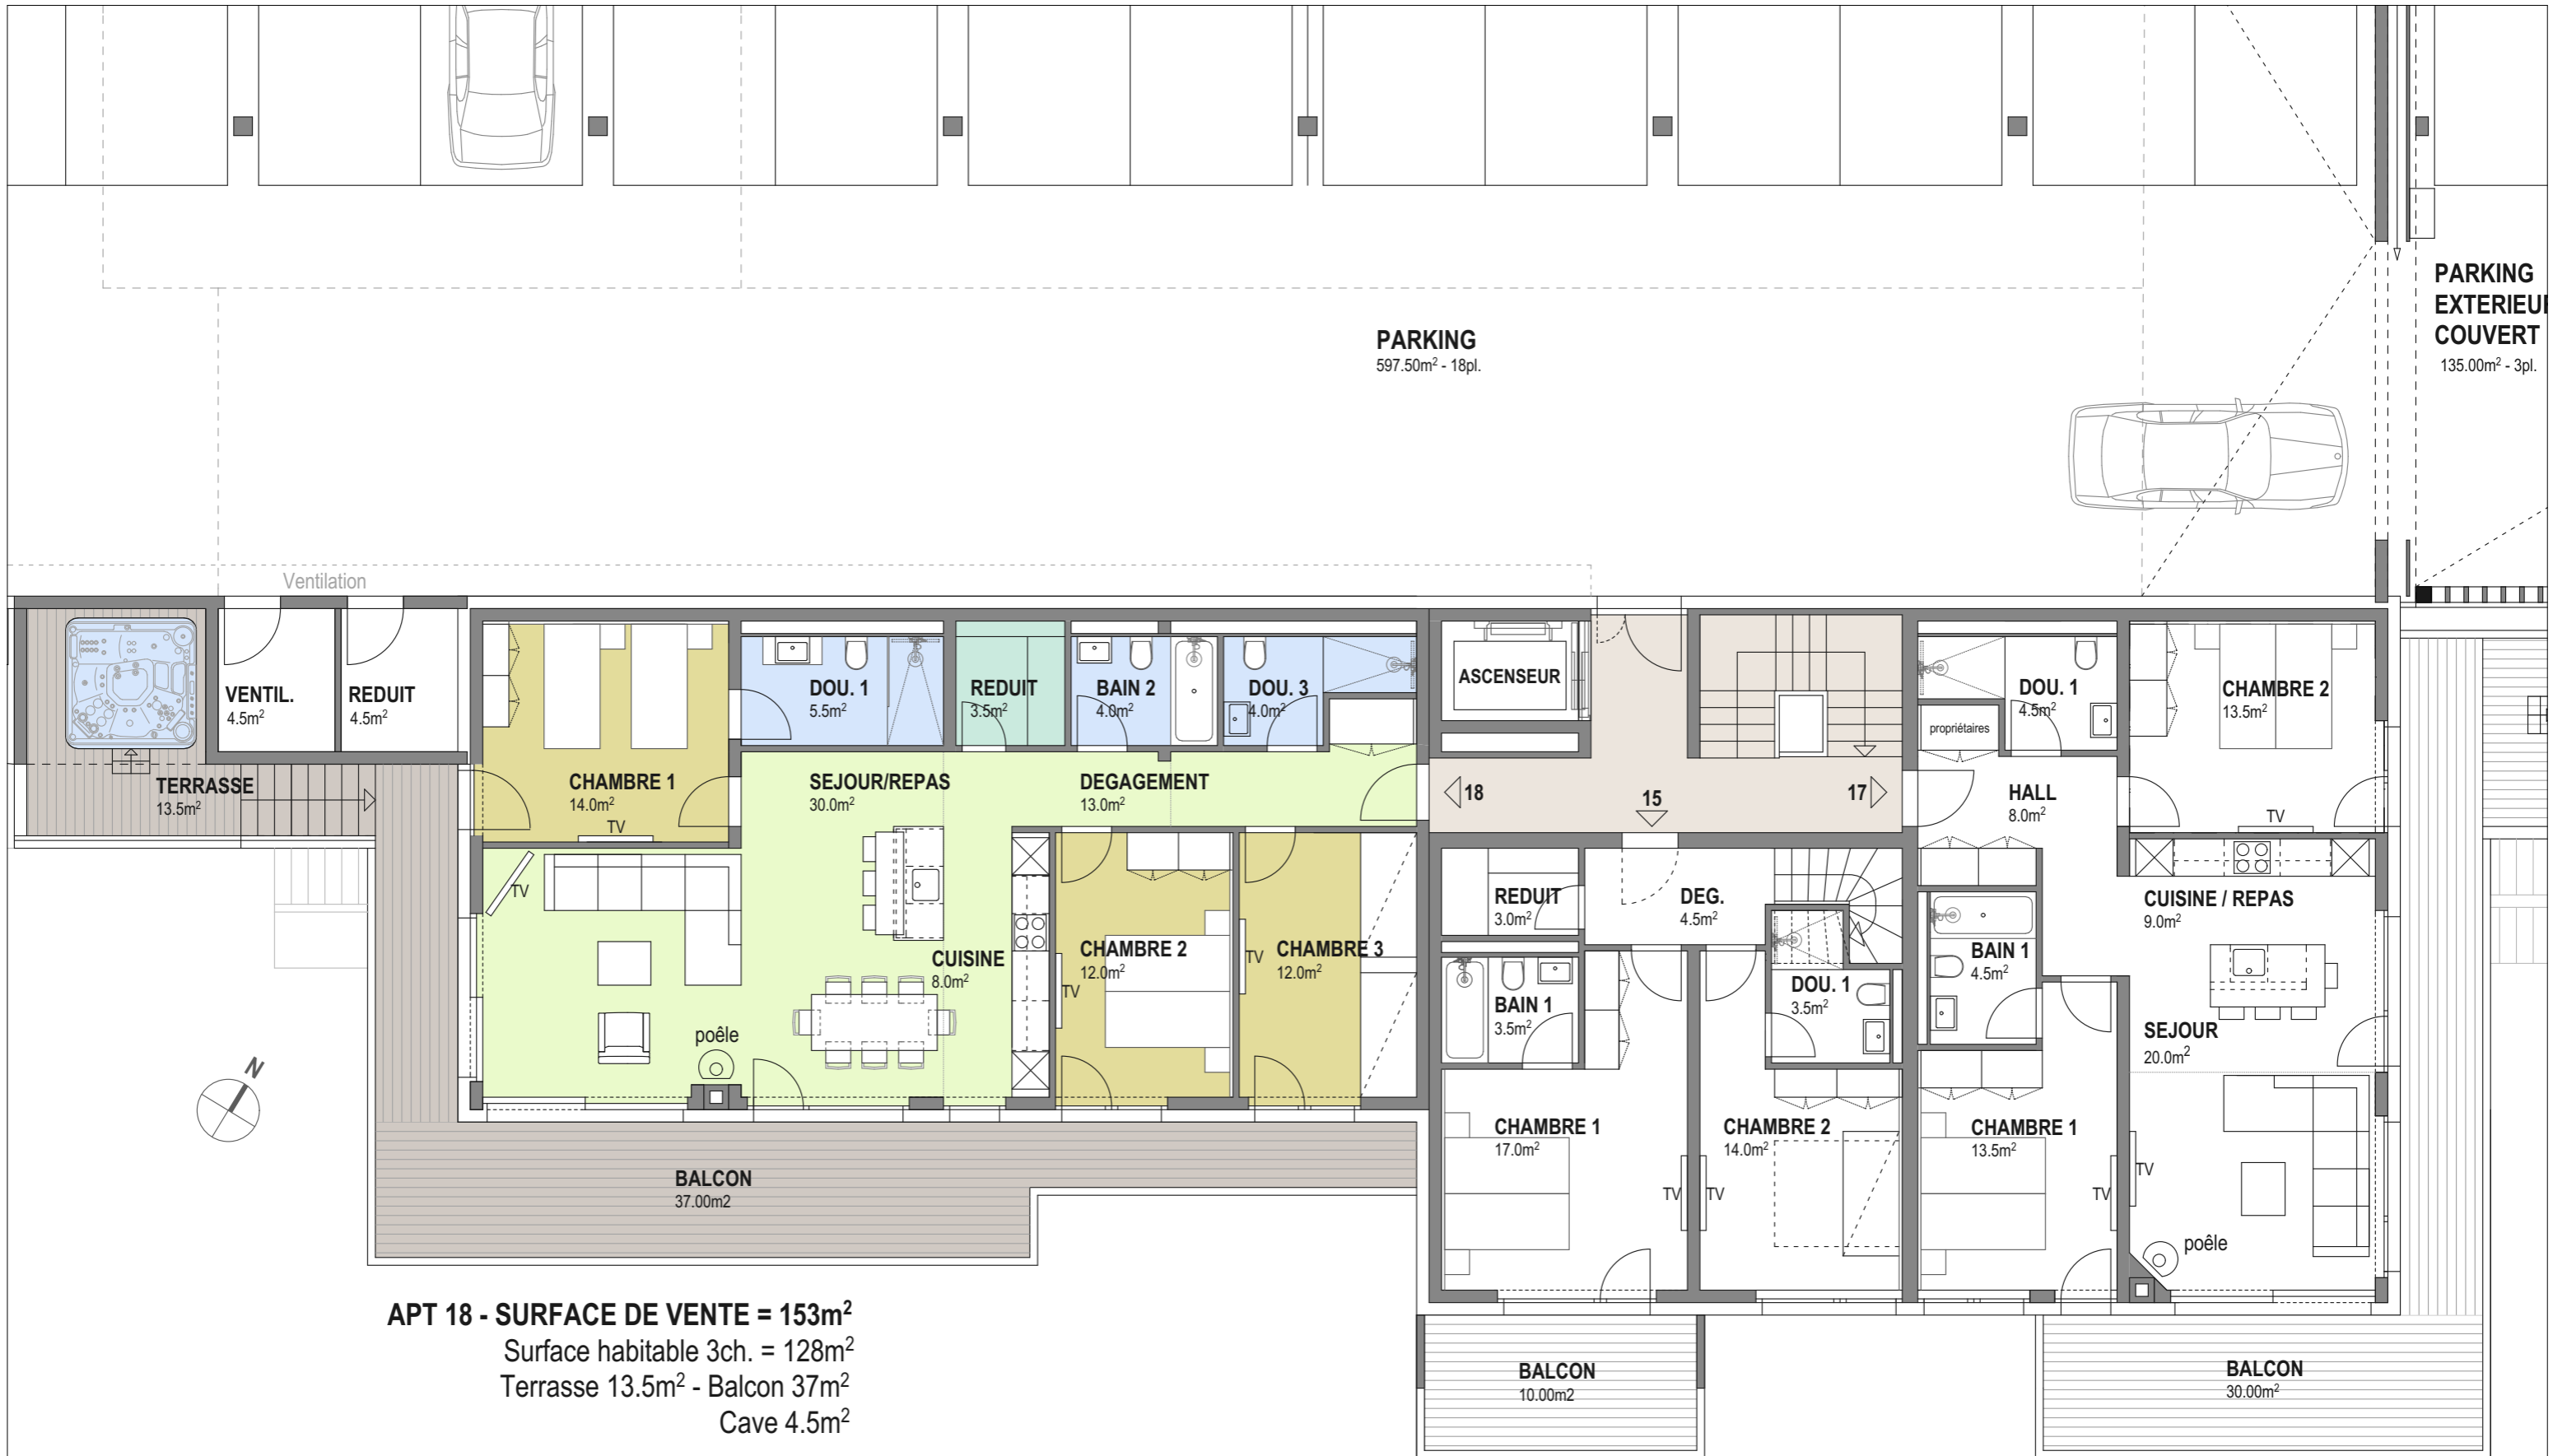 PARKING
EXTERIEU
COUVERT
135.00m² - 3pl.
PARKING
597.50m² - 18pl.
Ventilation
VENTIL.
4.5m²
REDUIT
4.5m²
TERRASSE
13.5m²
CHAMBRE 1
14.0m²
TV
DOU. 1
5.5m²
REDUIT
3.5m²
BAIN 2
4.0m²
DOU. 3
4.0m²
SEJOUR/REPAS
30.0m²
DEGAGEMENT
13.0m²
TV
CUISINE
8.0m²
poêle
CHAMBRE 2
12.0m²
TV
CHAMBRE 3
12.0m²
TV
BALCON
37.00m2
N
ASCENSEUR
18
15
17
REDUIT
3.0m²
DEG.
4.5m²
BAIN 1
3.5m²
DOU. 1
3.5m²
CHAMBRE 1
17.0m²
TV
CHAMBRE 2
14.0m²
TV
BALCON
10.00m2
DOU. 1
4.5m²
propriétaires
HALL
8.0m²
CHAMBRE 2
13.5m²
TV
CUISINE / REPAS
9.0m²
BAIN 1
4.5m²
SEJOUR
20.0m²
CHAMBRE 1
13.5m²
TV
TV
poêle
BALCON
30.00m²
APT 18 - SURFACE DE VENTE = 153m²
Surface habitable 3ch. = 128m²
Terrasse 13.5m² - Balcon 37m²
Cave 4.5m²